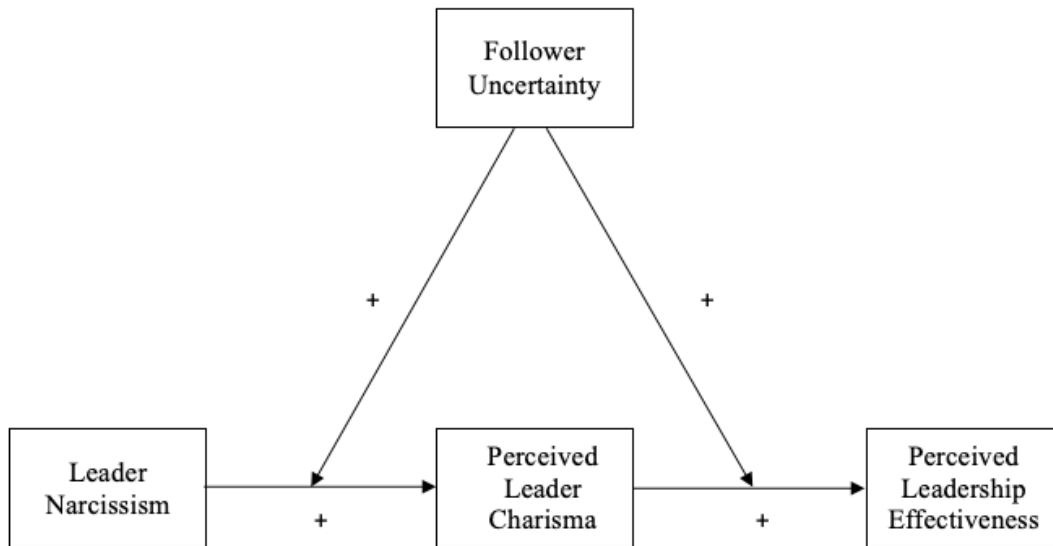 Follower
Uncertainty
+
+
Leader
Narcissism
+
Perceived
Leader
Charisma
+
Perceived
Leadership
Effectiveness